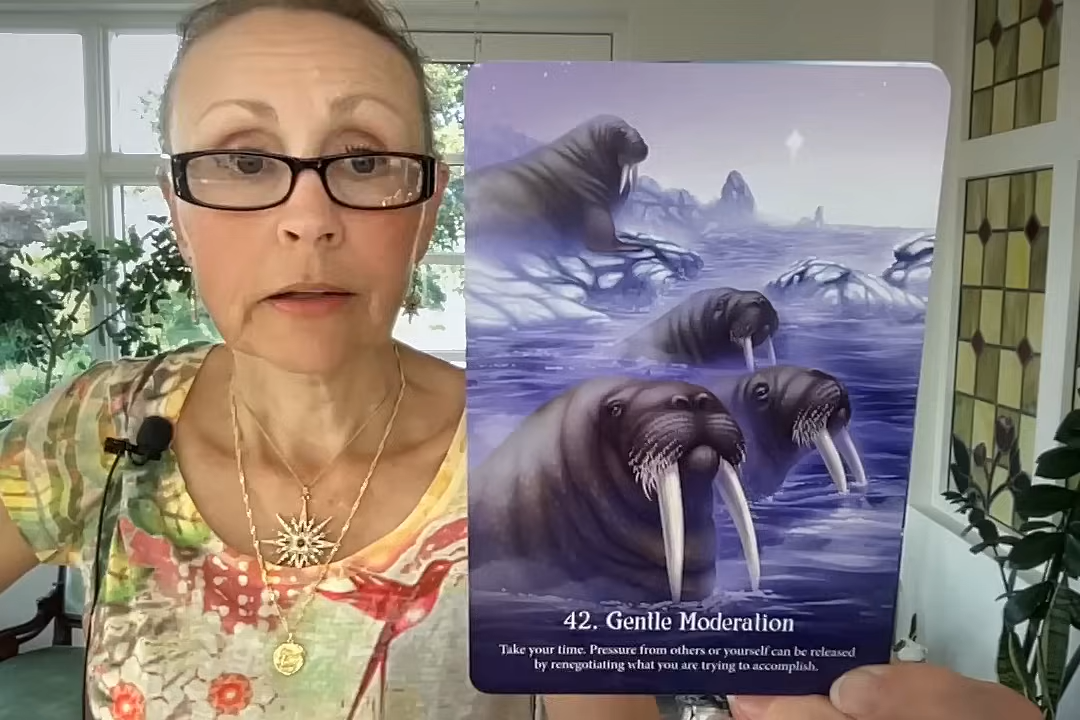 42. Gentle Moderation
Take your time. Pressure from others or yourself can be released
by renegotiating what you are trying to accomplish.